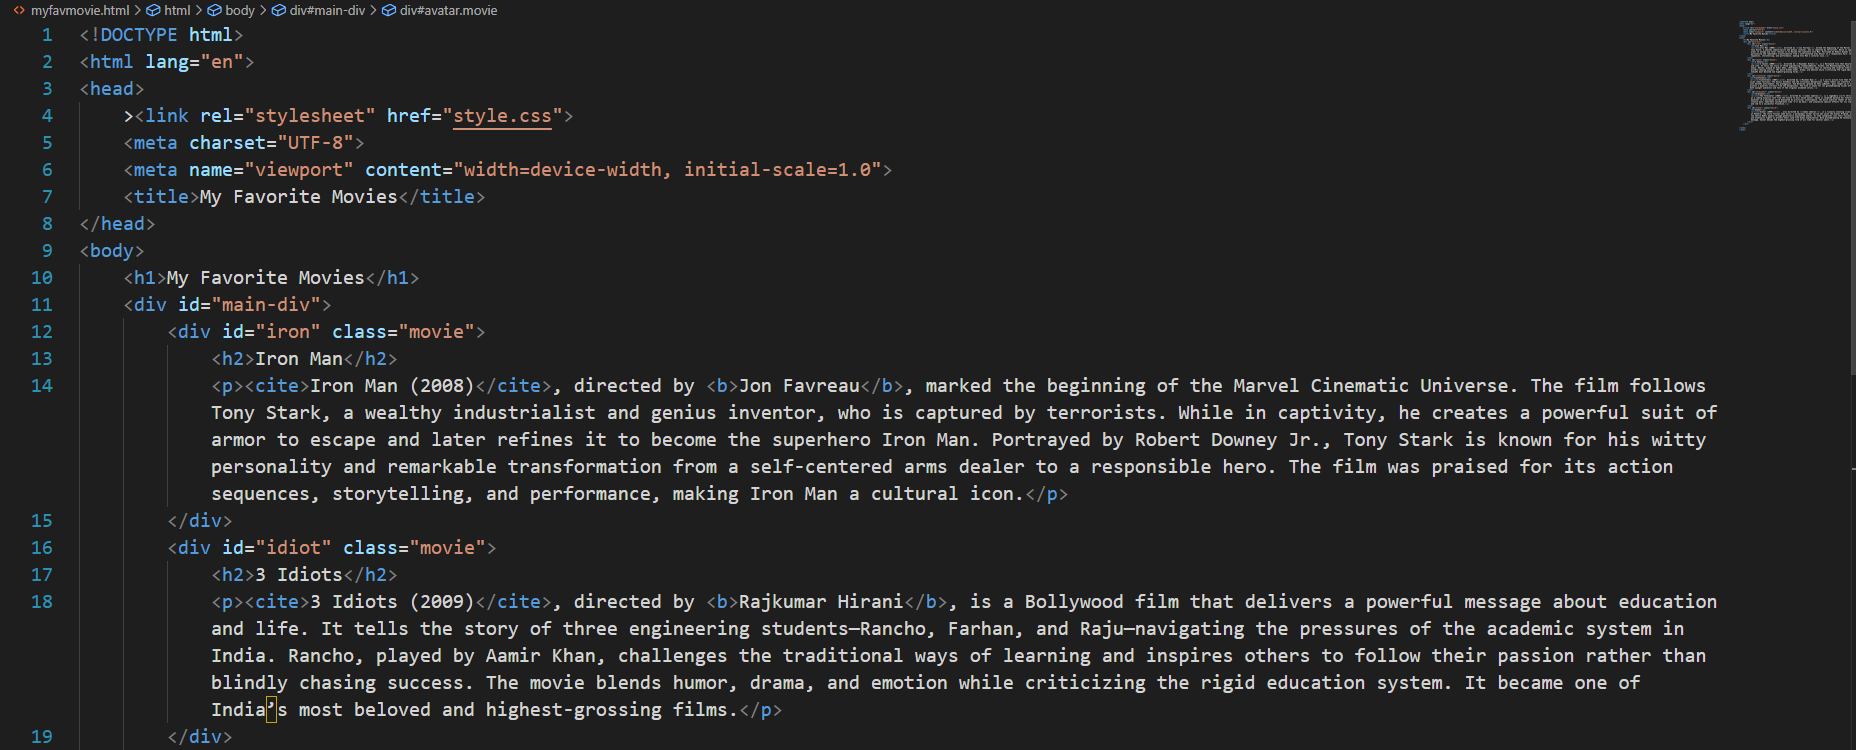 myfavmovie.html > html > body > div#main-div > div#avatar.movie
1 <!DOCTYPE html>
2 <html lang="en">
3 <head>
4 ><link rel="stylesheet" href="style.css">
5 <meta charset="UTF-8">
6 <meta name="viewport" content="width=device-width, initial-scale=1.0">
7 <title>My Favorite Movies</title>
8 </head>
9 <body>
10 <h1>My Favorite Movies</h1>
11 <div id="main-div">
12 <div id="iron" class="movie">
13 <h2>Iron Man</h2>
14 <p><cite>Iron Man (2008)</cite>, directed by <b>Jon Favreau</b>, marked the beginning of the Marvel Cinematic Universe. The film follows
Tony Stark, a wealthy industrialist and genius inventor, who is captured by terrorists. While in captivity, he creates a powerful suit of
armor to escape and later refines it to become the superhero Iron Man. Portrayed by Robert Downey Jr., Tony Stark is known for his witty
personality and remarkable transformation from a self-centered arms dealer to a responsible hero. The film was praised for its action
sequences, storytelling, and performance, making Iron Man a cultural icon.</p>
15 </div>
16 <div id="idiot" class="movie">
17 <h2>3 Idiots</h2>
18 <p><cite>3 Idiots (2009)</cite>, directed by <b>Rajkumar Hirani</b>, is a Bollywood film that delivers a powerful message about education
and life. It tells the story of three engineering students—Rancho, Farhan, and Raju—navigating the pressures of the academic system in
India. Rancho, played by Aamir Khan, challenges the traditional ways of learning and inspires others to follow their passion rather than
blindly chasing success. The movie blends humor, drama, and emotion while criticizing the rigid education system. It became one of
India’s most beloved and highest-grossing films.</p>
19 </div>